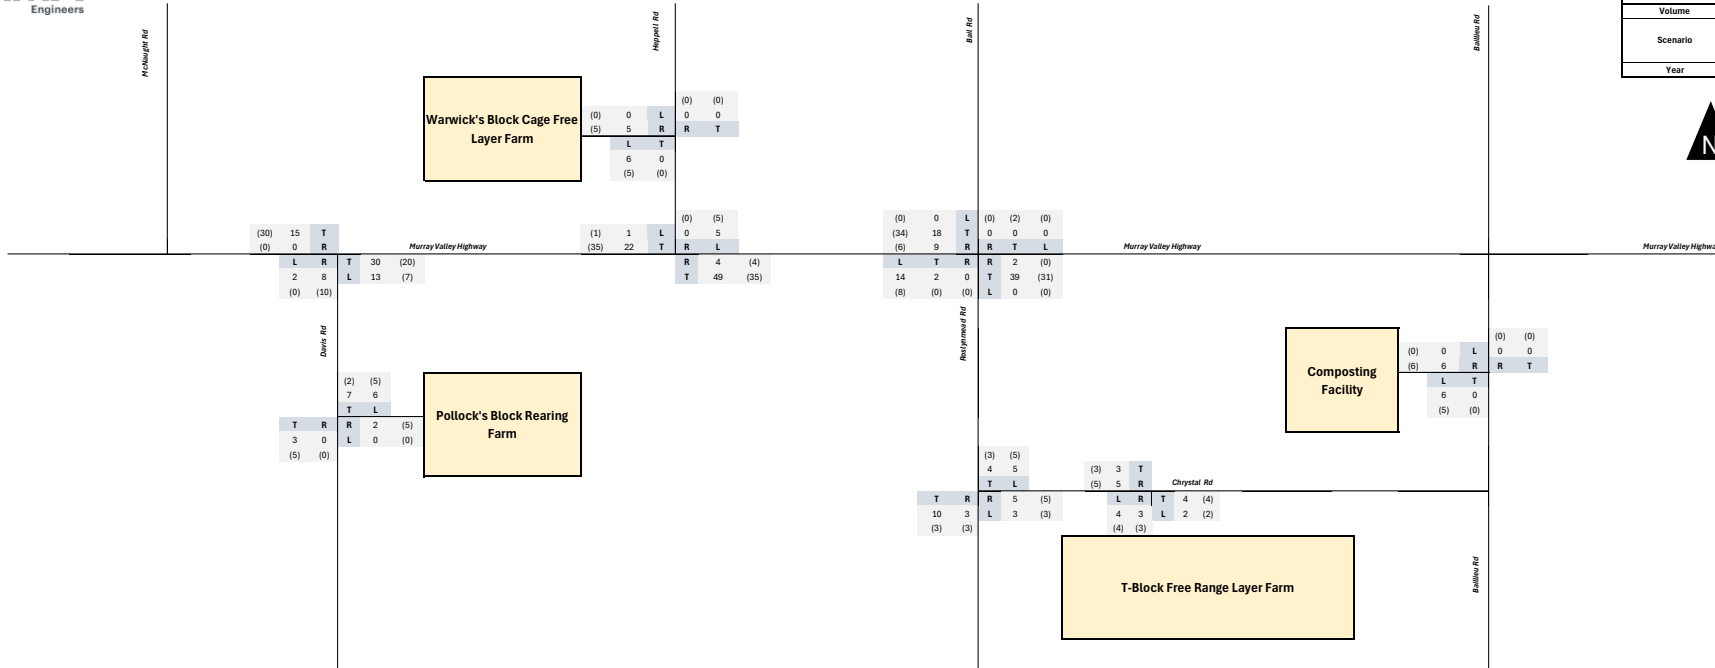 Engineers
Volume
Scenario
Year
N
McNaught Rd
Heppell Rd
Ball Rd
Baillieu Rd
Warwick's Block Cage Free
Layer Farm
(0) (0)
(0) 0 L 0 0
(5) 5 R R T
L T
6 0
(5) (0)
(30) 15 T
(0) 0 R
Murray Valley Highway
L R T 30 (20)
2 8 L 13 (7)
(0) (10)
(0) (5)
(1) 1 L 0 5
(35) 22 T R L
R 4 (4)
T 49 (35)
(0) 0 L (0) (2) (0)
(34) 18 T 0 0 0
(6) 9 R R T L
L T R R 2 (0)
14 2 0 T 39 (31)
(8) (0) (0) L 0 (0)
Murray Valley Highway
Murray Valley Highwa
Davis Rd
Roslynmead Rd
(2) (5)
7 6
T L
T R R 2 (5)
3 0 L 0 (0)
(5) (0)
Pollock's Block Rearing
Farm
Composting
Facility
(0) (0)
(0) 0 L 0 0
(6) 6 R R T
L T
6 0
(5) (0)
(3) (5)
4 5
T L
T R R 5 (5)
10 3 L 3 (3)
(3) (3)
(3) 3 T
(5) 5 R
Chrystal Rd
L R T 4 (4)
4 3 L 2 (2)
(4) (3)
T-Block Free Range Layer Farm
Baillieu Rd